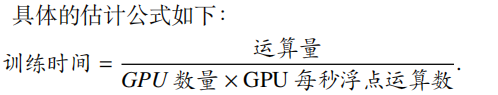 具体的估计公式如下：
训练时间 = 运算量 / GPU 数量 × GPU 每秒浮点运算数.